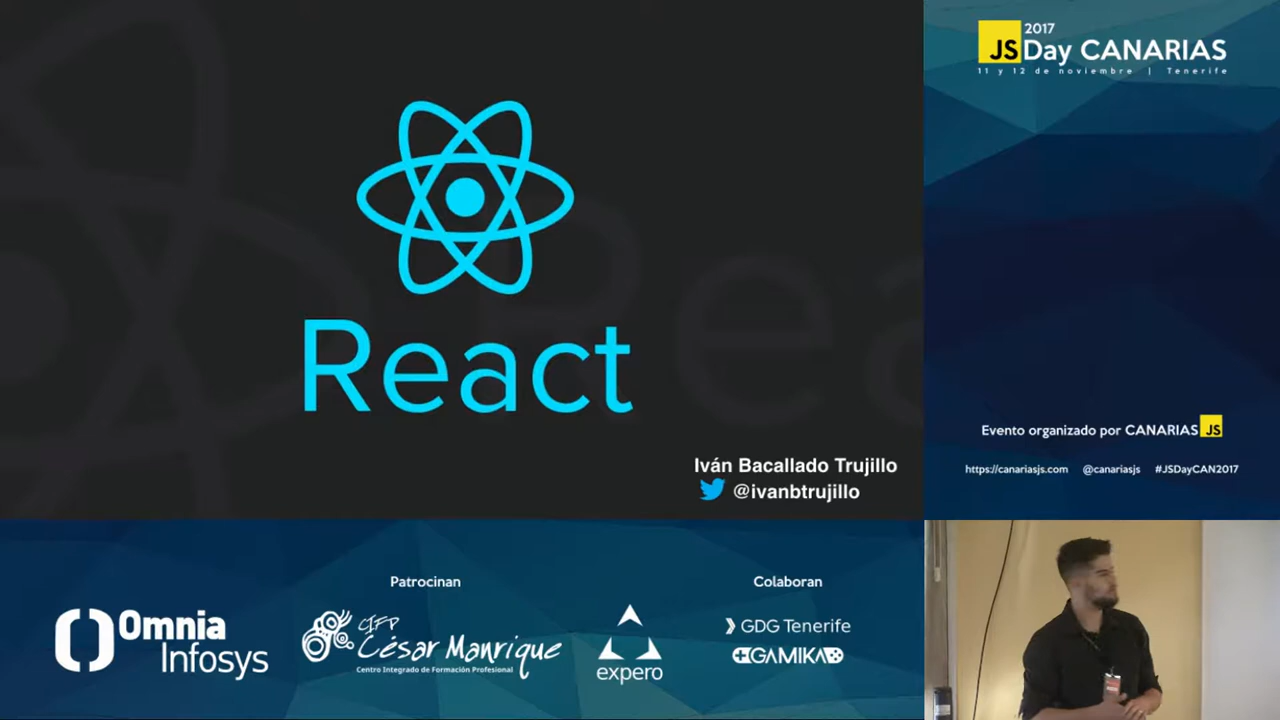 React
Iván Bacallado Trujillo
@ivanbtrujillo
2017
JSDay CANARIAS
11 y 12 de noviembre | Tenerife
Evento organizado por CANARIAS JS
https://canariasjs.com @canariasjs #JSDayCAN2017
Patrocinan
Omnia
Infosys
CIFP
César Manrique
Centro Integrado de Formación Profesional
expero
Colaboran
GDG Tenerife
GAMIKA